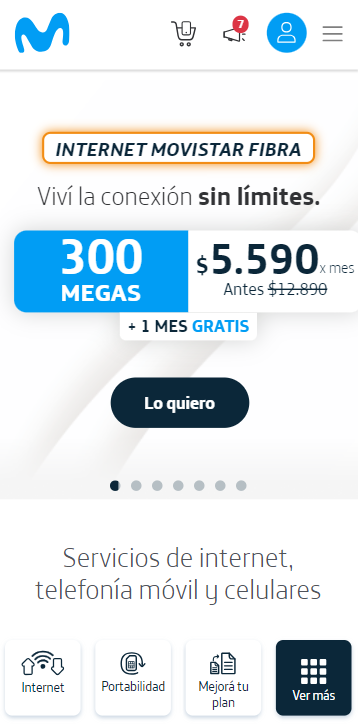 7
INTERNET MOVISTAR FIBRA
Viví la conexión sin límites.
300
MEGAS
$5.590 x mes
Antes $12.890
+ 1 MES GRATIS
Lo quiero
Servicios de internet,
telefonía móvil y celulares
Internet
Portabilidad
Mejorá tu
plan
Ver más